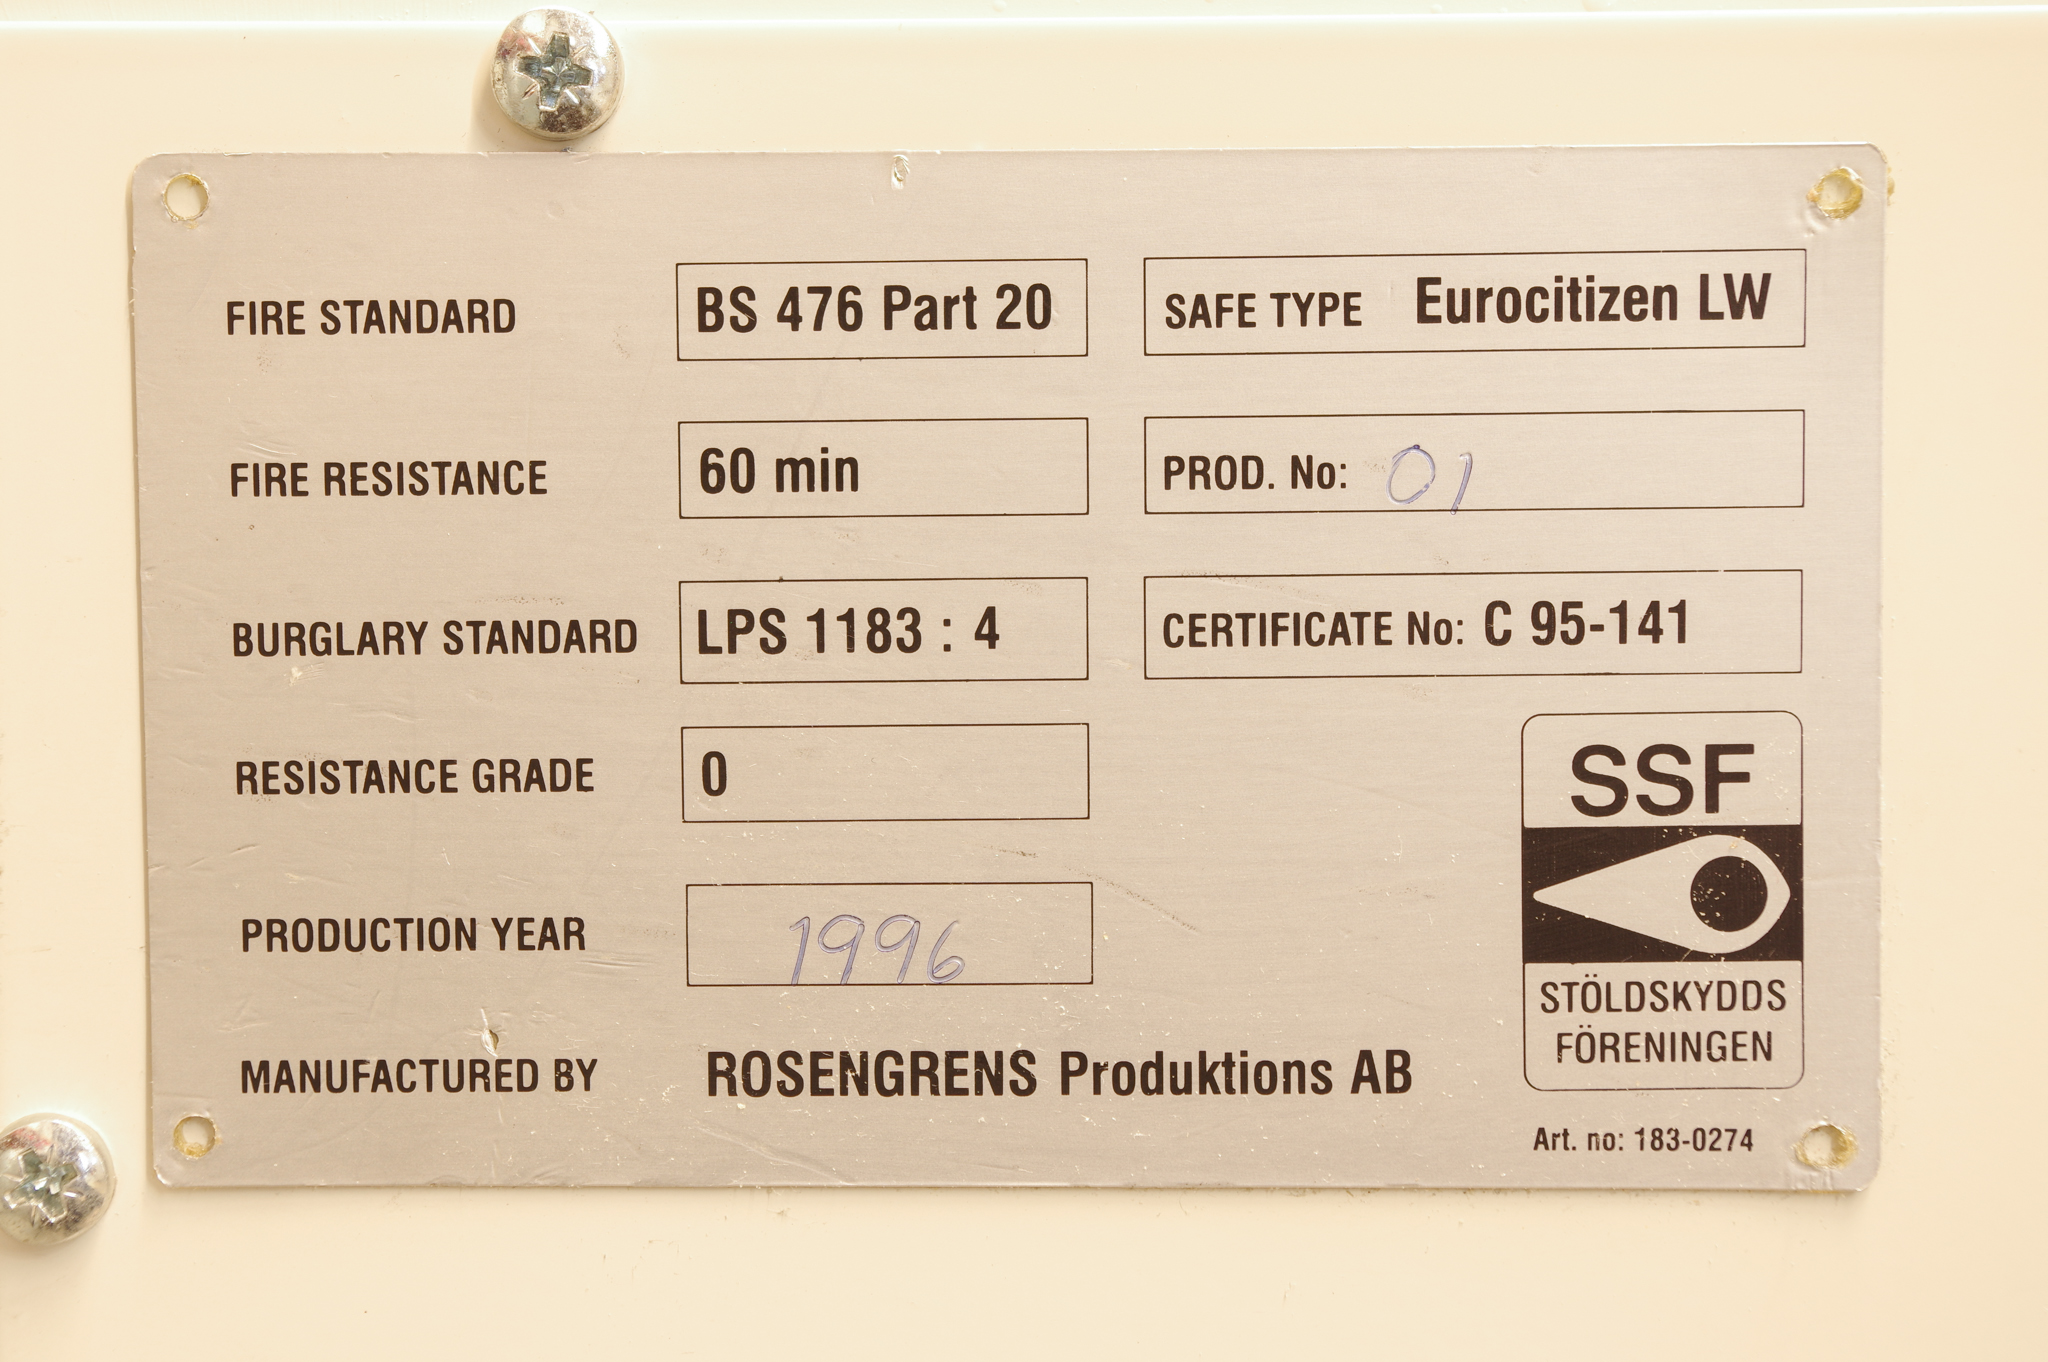 FIRE STANDARD BS 476 Part 20 SAFE TYPE Eurocitizen LW
FIRE RESISTANCE 60 min PROD. No: 01
BURGLARY STANDARD LPS 1183 : 4 CERTIFICATE No: C 95-141
RESISTANCE GRADE 0
SSF
PRODUCTION YEAR 1996
STÖLDSKYDDS
FÖRENINGEN
MANUFACTURED BY ROSENGRENS Produktions AB
Art. no: 183-0274